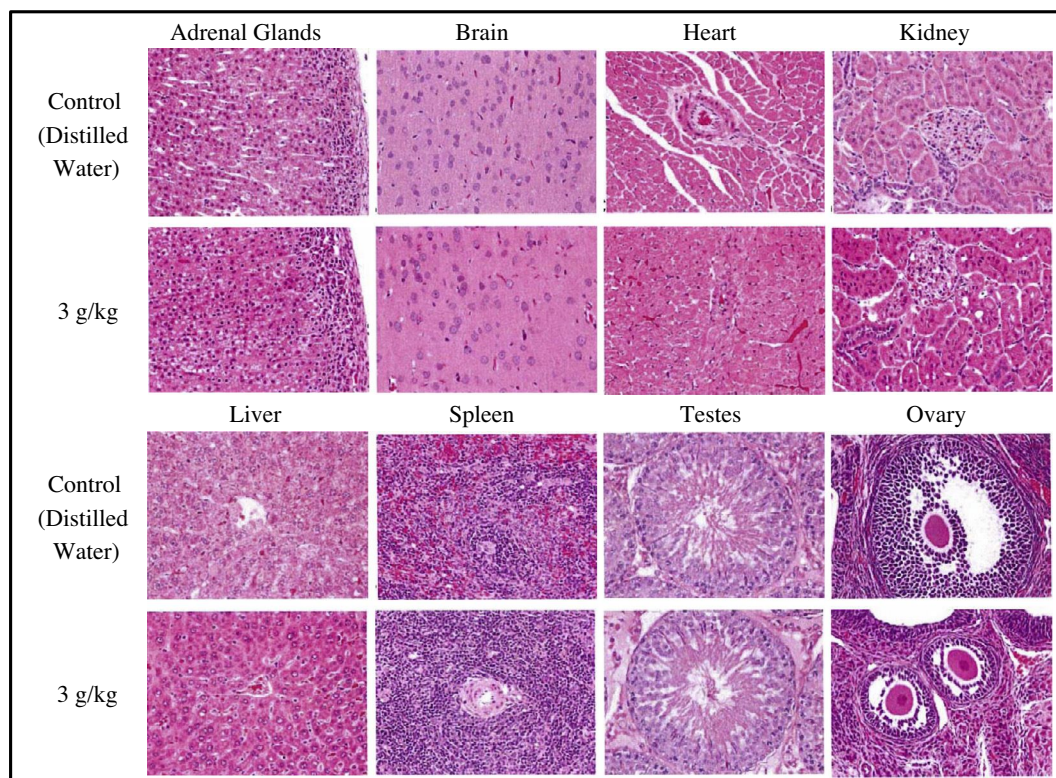 Adrenal Glands Brain Heart Kidney
Control
(Distilled
Water)
3 g/kg
Liver Spleen Testes Ovary
Control
(Distilled
Water)
3 g/kg